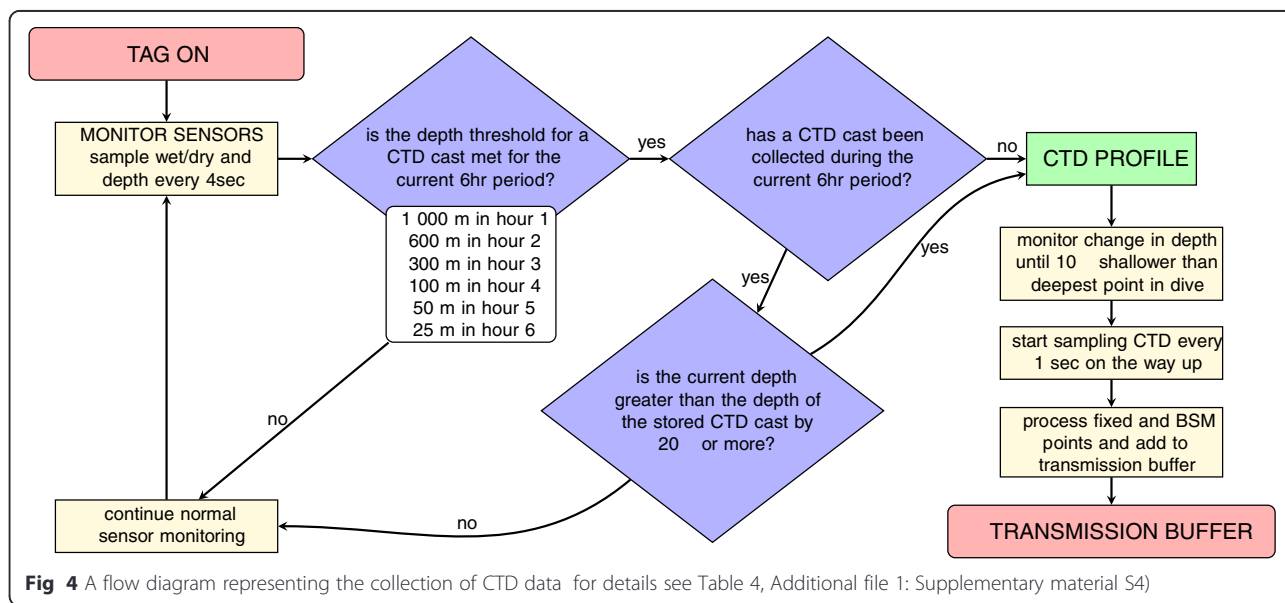 TAG ON
MONITOR SENSORS
sample wet/dry and
depth every 4sec
is the depth threshold for a
CTD cast met for the
current 6hr period?
1 000 m in hour 1
600 m in hour 2
300 m in hour 3
100 m in hour 4
50 m in hour 5
25 m in hour 6
yes
has a CTD cast been
collected during the
current 6hr period?
no
CTD PROFILE
yes
yes
monitor change in depth
until 10 shallower than
deepest point in dive
start sampling CTD every
1 sec on the way up
is the current depth
greater than the depth of
the stored CTD cast by
20 or more?
no
process fixed and BSM
points and add to
transmission buffer
no
continue normal
sensor monitoring
TRANSMISSION BUFFER
Fig 4 A flow diagram representing the collection of CTD data for details see Table 4, Additional file 1: Supplementary material S4)